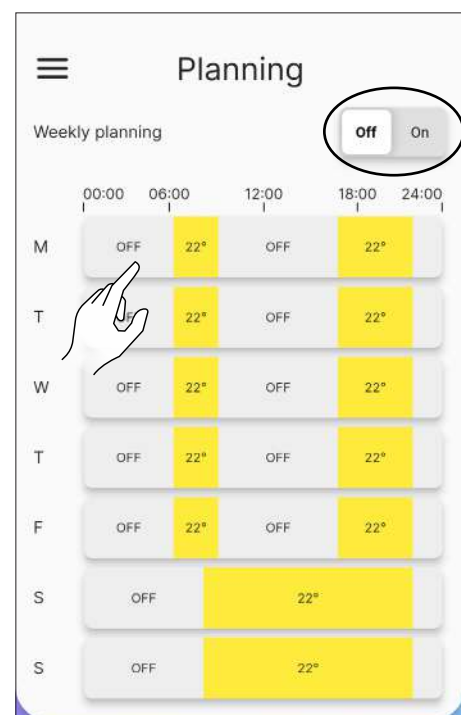 Planning
Weekly planning Off On
00:00 06:00 12:00 18:00 24:00
M OFF 22° OFF 22°
T 22° OFF 22°
W OFF 22° OFF 22°
T OFF 22° OFF 22°
F OFF 22° OFF 22°
S OFF 22°
S OFF 22°